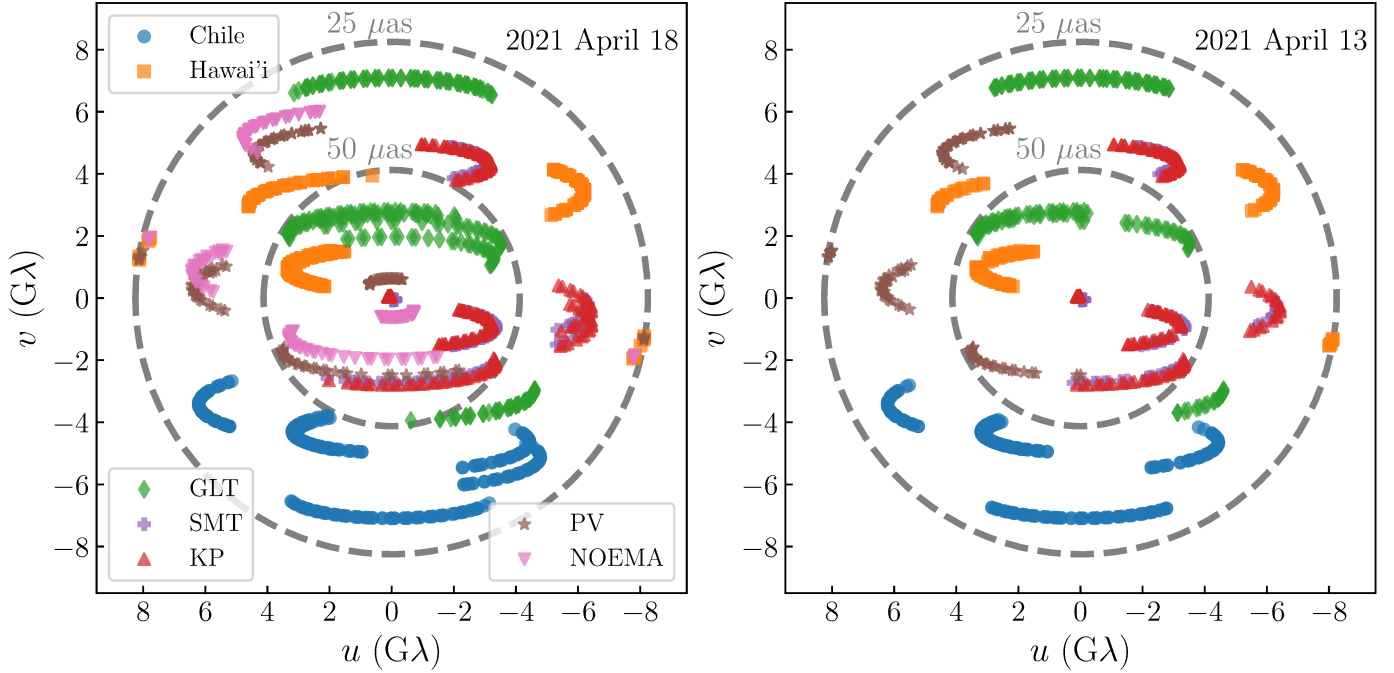 25 μas
2021 April 18
Chile
Hawai'i
50 μas
GLT
SMT
KP
PV
NOEMA
8
6
4
2
0
−2
−4
−6
−8
v (Gλ)
8 6 4 2 0 −2 −4 −6 −8
u (Gλ)
25 μas
2021 April 13
50 μas
8
6
4
2
0
−2
−4
−6
−8
v (Gλ)
8 6 4 2 0 −2 −4 −6 −8
u (Gλ)